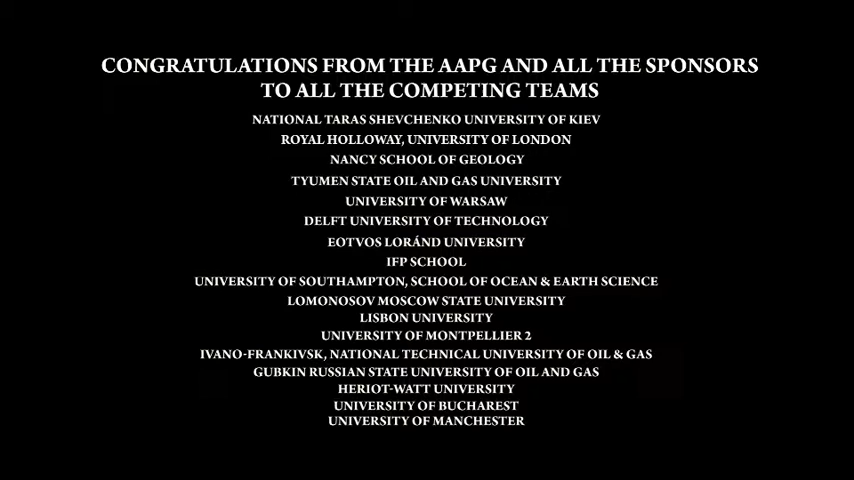 CONGRATULATIONS FROM THE AAPG AND ALL THE SPONSORS
TO ALL THE COMPETING TEAMS
NATIONAL TARAS SHEVCHENKO UNIVERSITY OF KIEV
ROYAL HOLLOWAY, UNIVERSITY OF LONDON
NANCY SCHOOL OF GEOLOGY
TYUMEN STATE OIL AND GAS UNIVERSITY
UNIVERSITY OF WARSAW
DELFT UNIVERSITY OF TECHNOLOGY
EOTVOS LORÁND UNIVERSITY
IFP SCHOOL
UNIVERSITY OF SOUTHAMPTON, SCHOOL OF OCEAN & EARTH SCIENCE
LOMONOSOV MOSCOW STATE UNIVERSITY
LISBON UNIVERSITY
UNIVERSITY OF MONTPELLIER 2
IVANO-FRANKIVSK, NATIONAL TECHNICAL UNIVERSITY OF OIL & GAS
GUBKIN RUSSIAN STATE UNIVERSITY OF OIL AND GAS
HERIOT-WATT UNIVERSITY
UNIVERSITY OF BUCHAREST
UNIVERSITY OF MANCHESTER